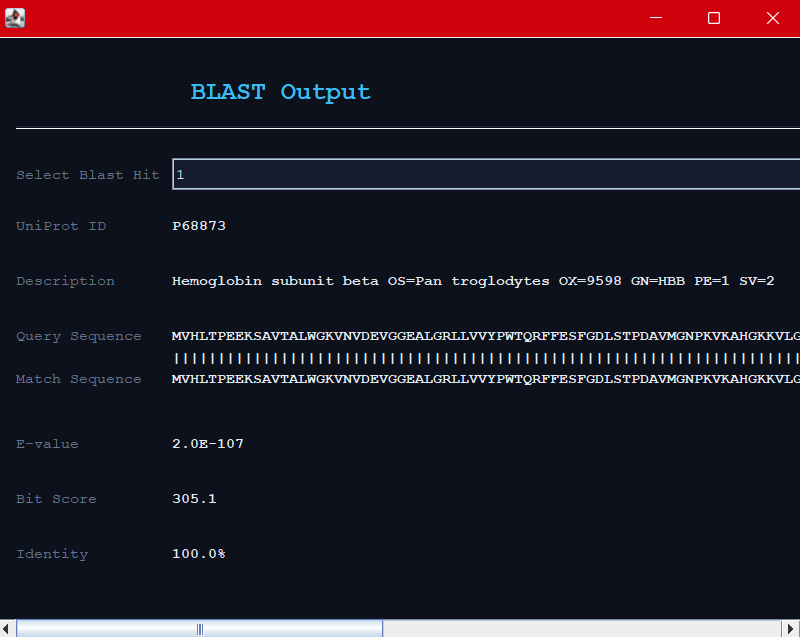 BLAST Output
Select Blast Hit 1
UniProt ID P68873
Description Hemoglobin subunit beta OS=Pan troglodytes OX=9598 GN=HBB PE=1 SV=2
Query Sequence MVHLTPEEKSAVTALWGKVNVDEVGGEALGRLLVVYPWTQRFFESFGDLSTPDAVMGNPKVKAHGKKVLG
||||||||||||||||||||||||||||||||||||||||||||||||||||||||||||||||||||||
Match Sequence MVHLTPEEKSAVTALWGKVNVDEVGGEALGRLLVVYPWTQRFFESFGDLSTPDAVMGNPKVKAHGKKVLG
E-value 2.0E-107
Bit Score 305.1
Identity 100.0%